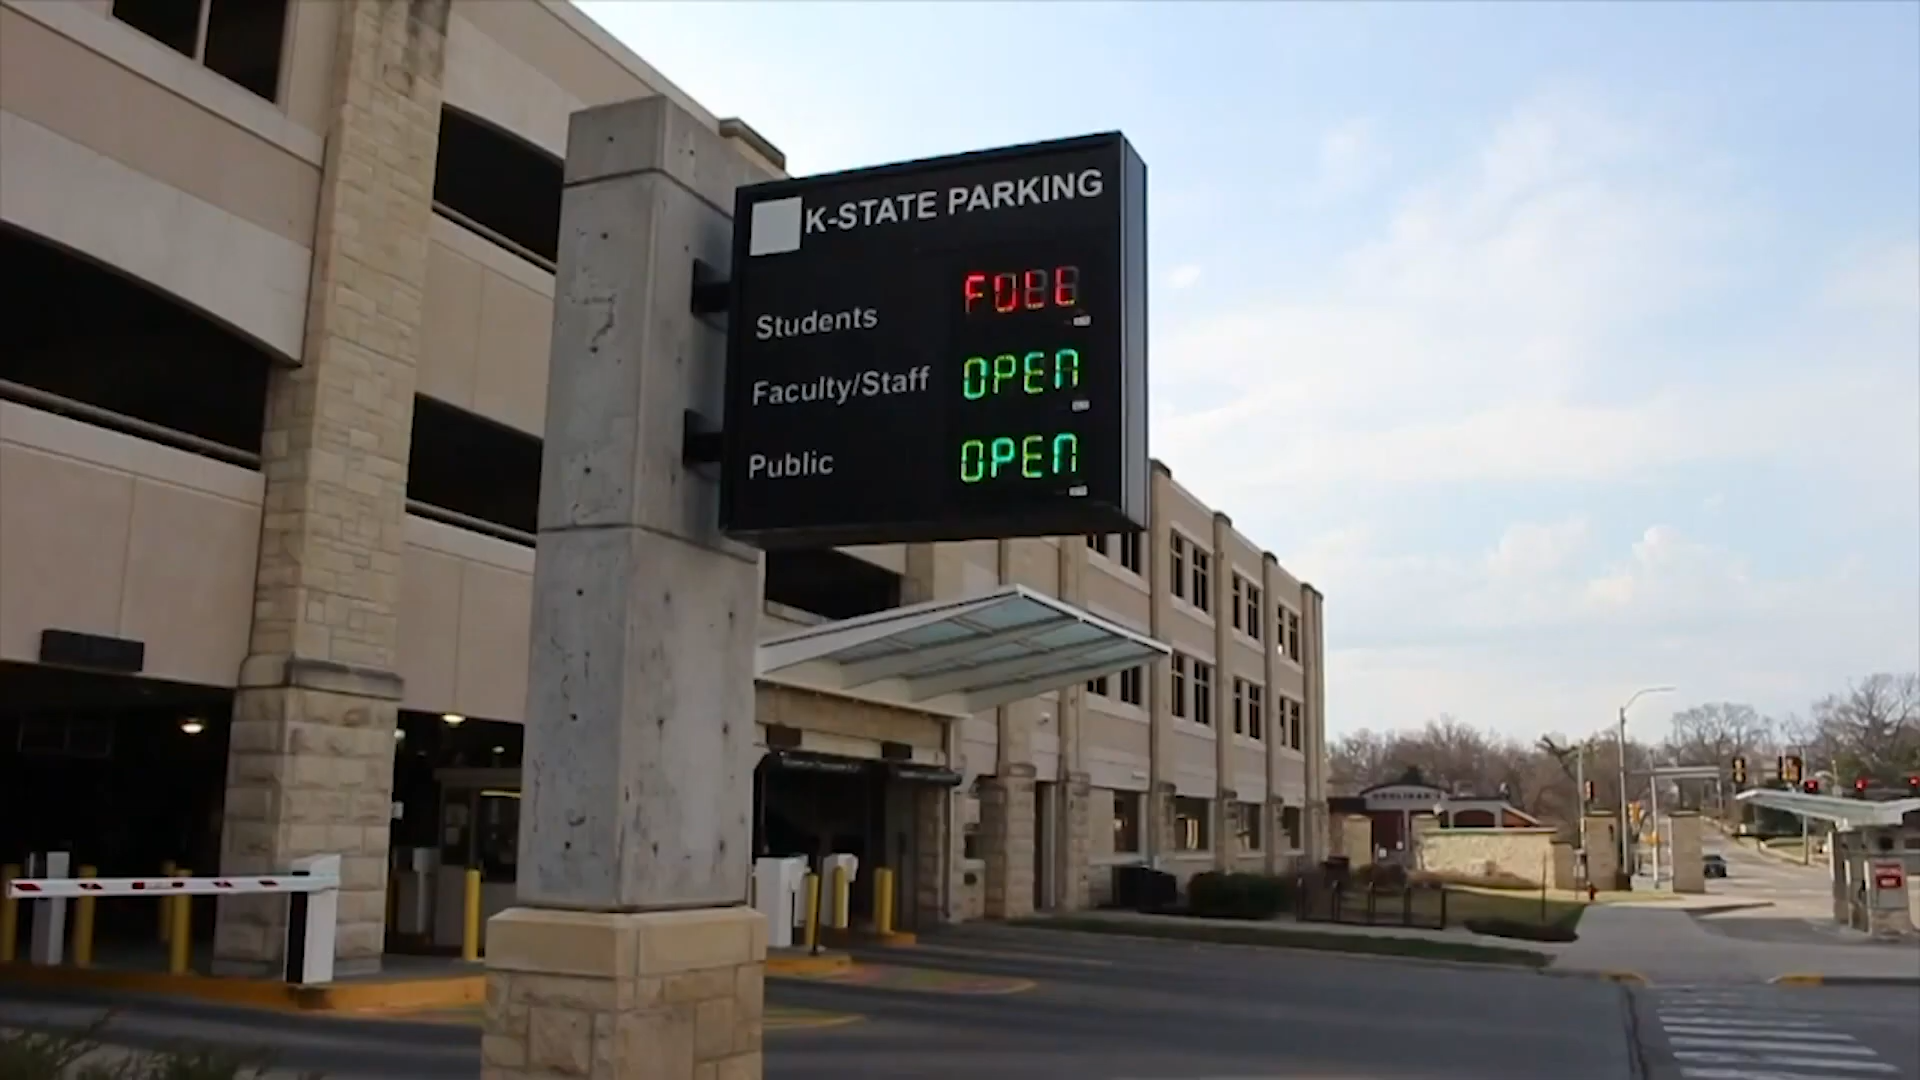 K-STATE PARKING
Students FULL
Faculty/Staff OPEN
Public OPEN